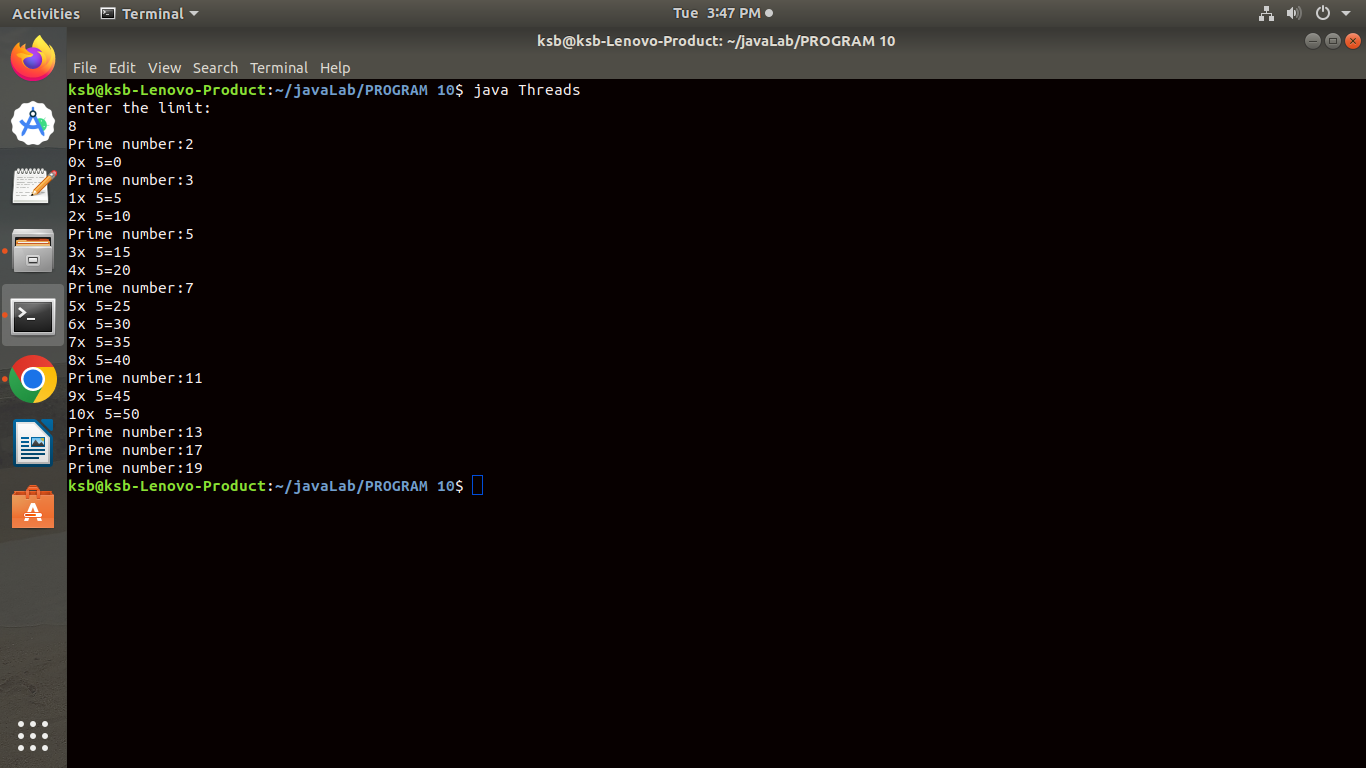 Activities Terminal Tue 3:47 PM
ksb@ksb-Lenovo-Product: ~/javaLab/PROGRAM 10
File Edit View Search Terminal Help
ksb@ksb-Lenovo-Product:~/javaLab/PROGRAM 10$ java Threads
enter the limit:
8
Prime number:2
0x 5=0
Prime number:3
1x 5=5
2x 5=10
Prime number:5
3x 5=15
4x 5=20
Prime number:7
5x 5=25
6x 5=30
7x 5=35
8x 5=40
Prime number:11
9x 5=45
10x 5=50
Prime number:13
Prime number:17
Prime number:19
ksb@ksb-Lenovo-Product:~/javaLab/PROGRAM 10$